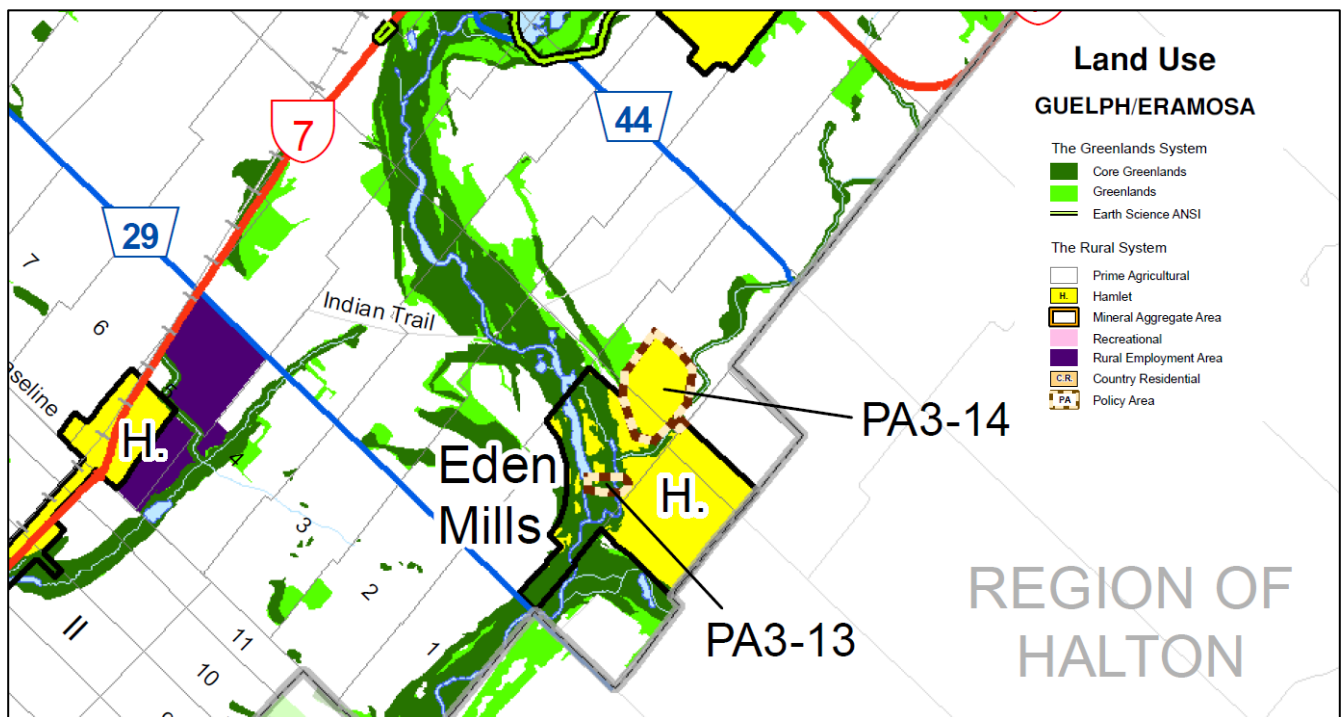 Land Use
GUELPH/ERAMOSA
The Greenlands System
Core Greenlands
Greenlands
Earth Science ANSI
The Rural System
Prime Agricultural
H. Hamlet
Mineral Aggregate Area
Recreational
Rural Employment Area
C.R. Country Residential
PA Policy Area
7
44
29
7
6
Indian Trail
aseline
H.
5
4
3
2
1
Eden
Mills
H.
PA3-14
PA3-13
REGION OF
HALTON
II
11
10